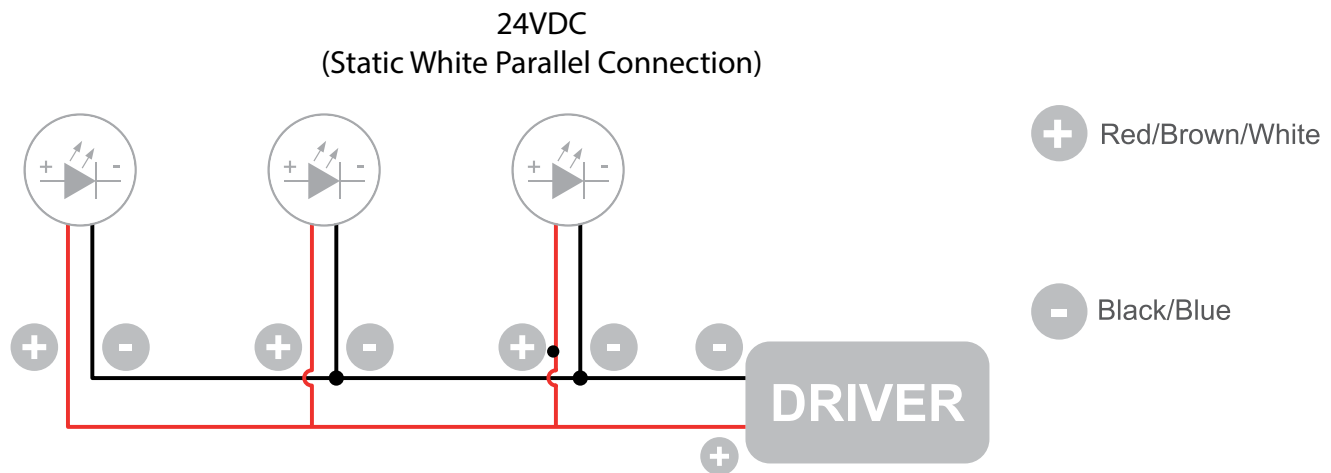 24VDC
(Static White Parallel Connection)
+ -
+ -
+ -
+ Red/Brown/White
- Black/Blue
+ -
+ -
+ -
-
DRIVER
+